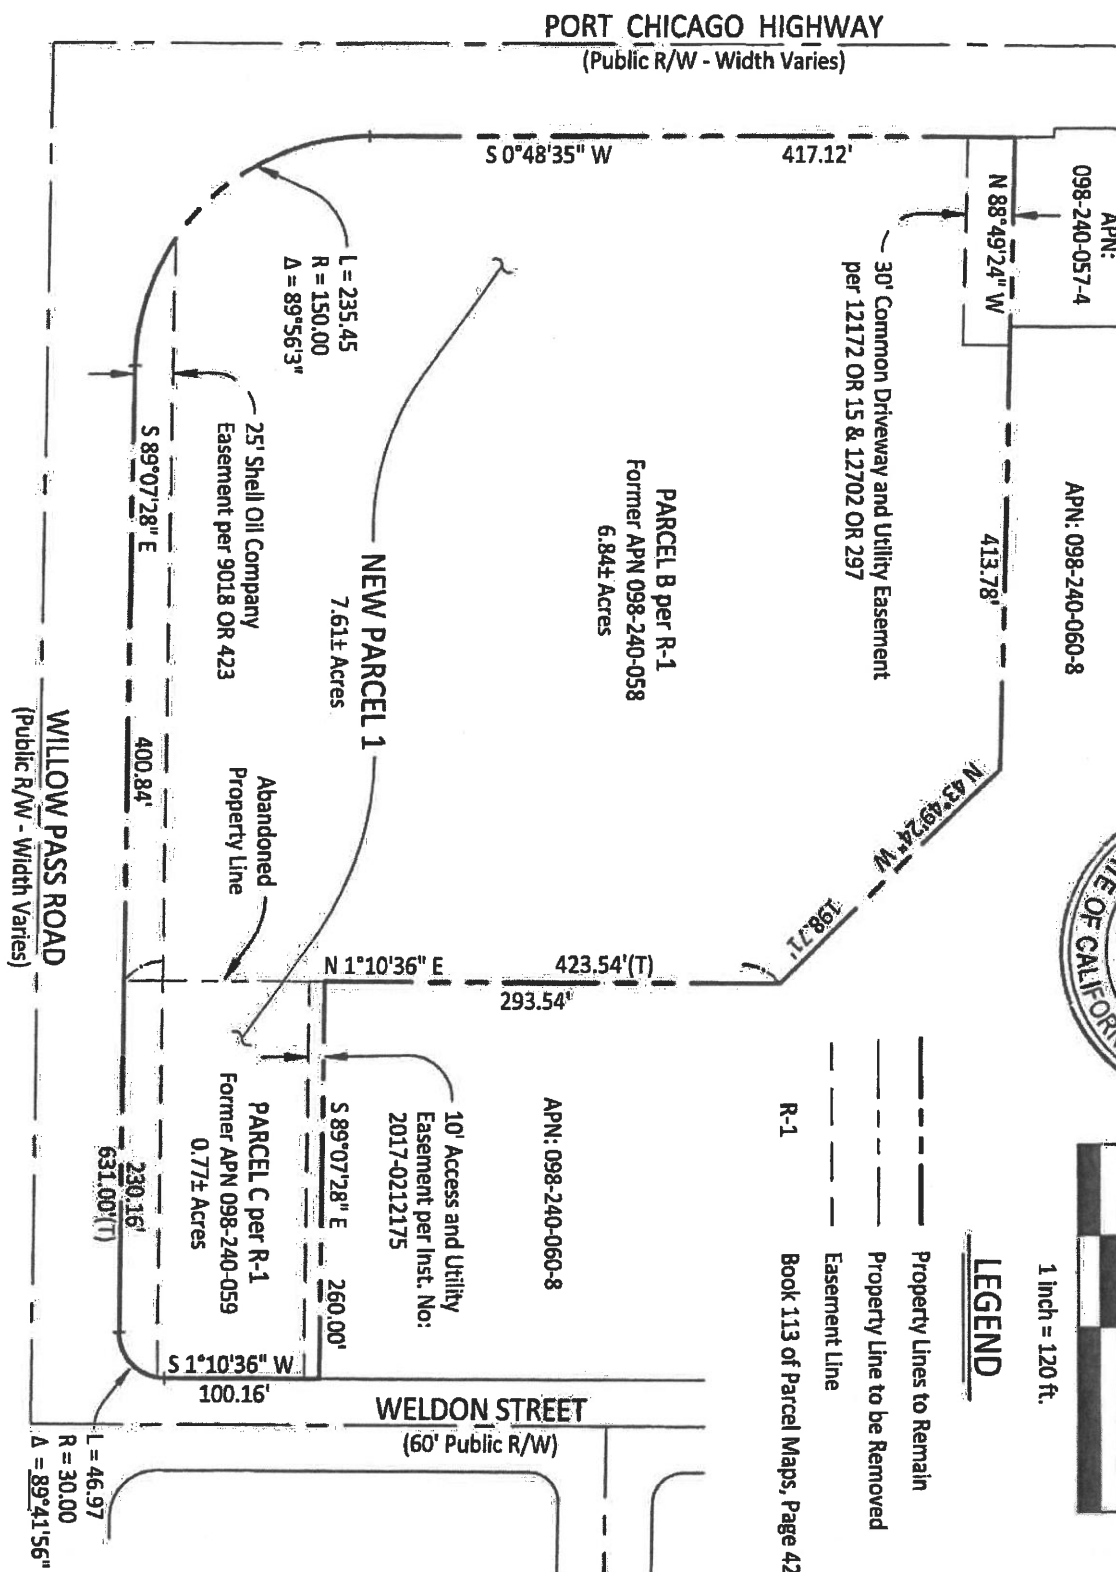 PORT CHICAGO HIGHWAY
(Public R/W - Width Varies)
S 0°48'35" W
417.12'
APN:
098-240-057-4
N 88°49'24" W
30' Common Driveway and Utility Easement
per 12172 OR 15 & 12702 OR 297
APN: 098-240-060-8
413.78'
L = 235.45
R = 150.00
Δ = 89°56'3"
25' Shell Oil Company
Easement per 9018 OR 423
S 89°07'28" E
400.84'
PARCEL B per R-1
Former APN 098-240-058
6.84± Acres
NEW PARCEL 1
7.61± Acres
N 43°49'24" W
198.71'
WILLOW PASS ROAD
(Public R/W - Width Varies)
Abandoned
Property Line
N 1°10'36" E
423.54'(T)
293.54'
OF CALIFORN
10' Access and Utility
Easement per Inst. No:
2017-0212175
S 89°07'28" E
260.00'
PARCEL C per R-1
Former APN 098-240-059
0.77± Acres
230.16'
631.00'(T)
APN: 098-240-060-8
S 1°10'36" W
100.16'
WELDON STREET
(60' Public R/W)
L = 46.97
R = 30.00
Δ = 89°41'56"
1 inch = 120 ft.
LEGEND
Property Lines to Remain
Property Line to be Removed
Easement Line
R-1
Book 113 of Parcel Maps, Page 42